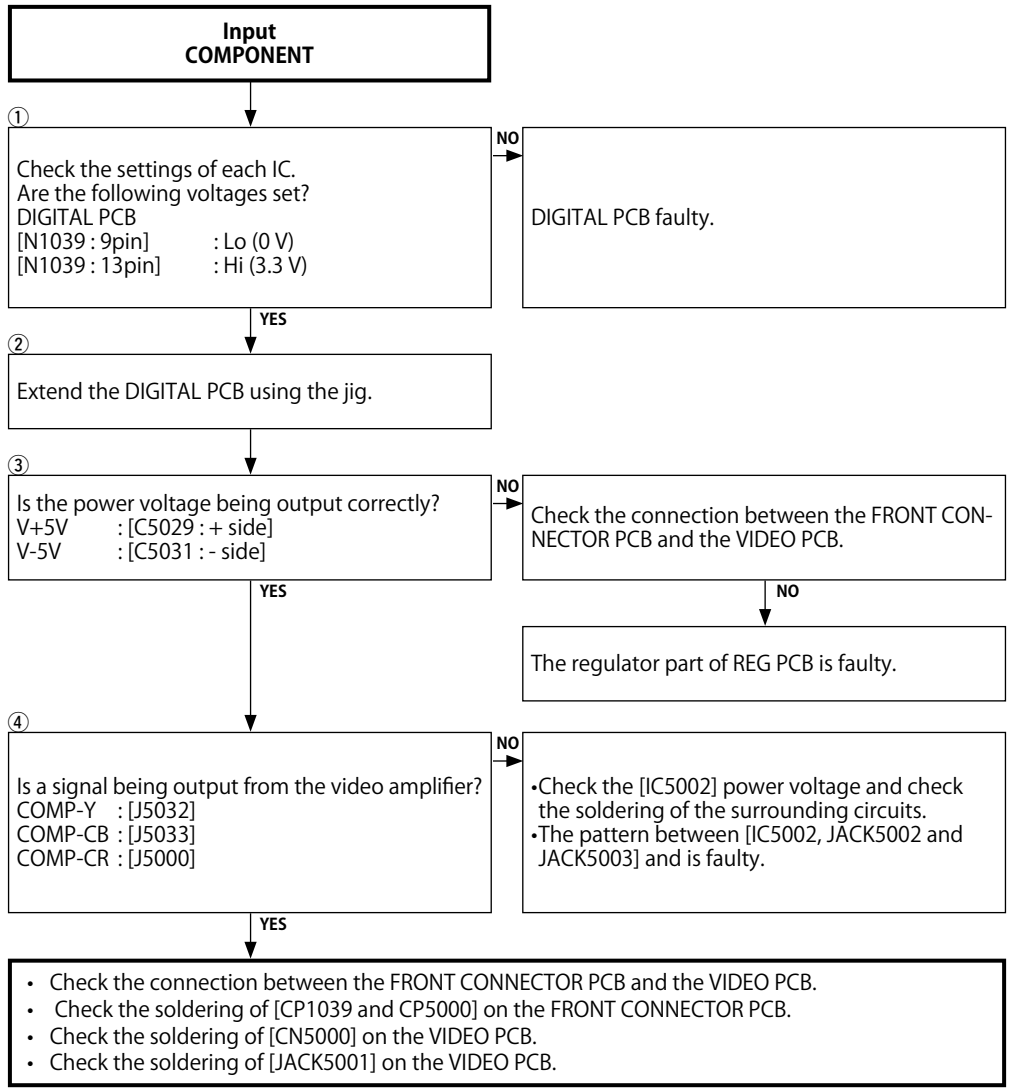 Input
COMPONENT
①
Check the settings of each IC.
Are the following voltages set?
DIGITAL PCB
[N1039 : 9pin] : Lo (0 V)
[N1039 : 13pin] : Hi (3.3 V)
NO
DIGITAL PCB faulty.
YES
②
Extend the DIGITAL PCB using the jig.
③
Is the power voltage being output correctly?
V+5V : [C5029 : + side]
V-5V : [C5031 : - side]
NO
Check the connection between the FRONT CON-
NECTOR PCB and the VIDEO PCB.
YES
NO
The regulator part of REG PCB is faulty.
④
Is a signal being output from the video amplifier?
COMP-Y : [J5032]
COMP-CB : [J5033]
COMP-CR : [J5000]
NO
•Check the [IC5002] power voltage and check
the soldering of the surrounding circuits.
•The pattern between [IC5002, JACK5002 and
JACK5003] and is faulty.
YES
• Check the connection between the FRONT CONNECTOR PCB and the VIDEO PCB.
• Check the soldering of [CP1039 and CP5000] on the FRONT CONNECTOR PCB.
• Check the soldering of [CN5000] on the VIDEO PCB.
• Check the soldering of [JACK5001] on the VIDEO PCB.